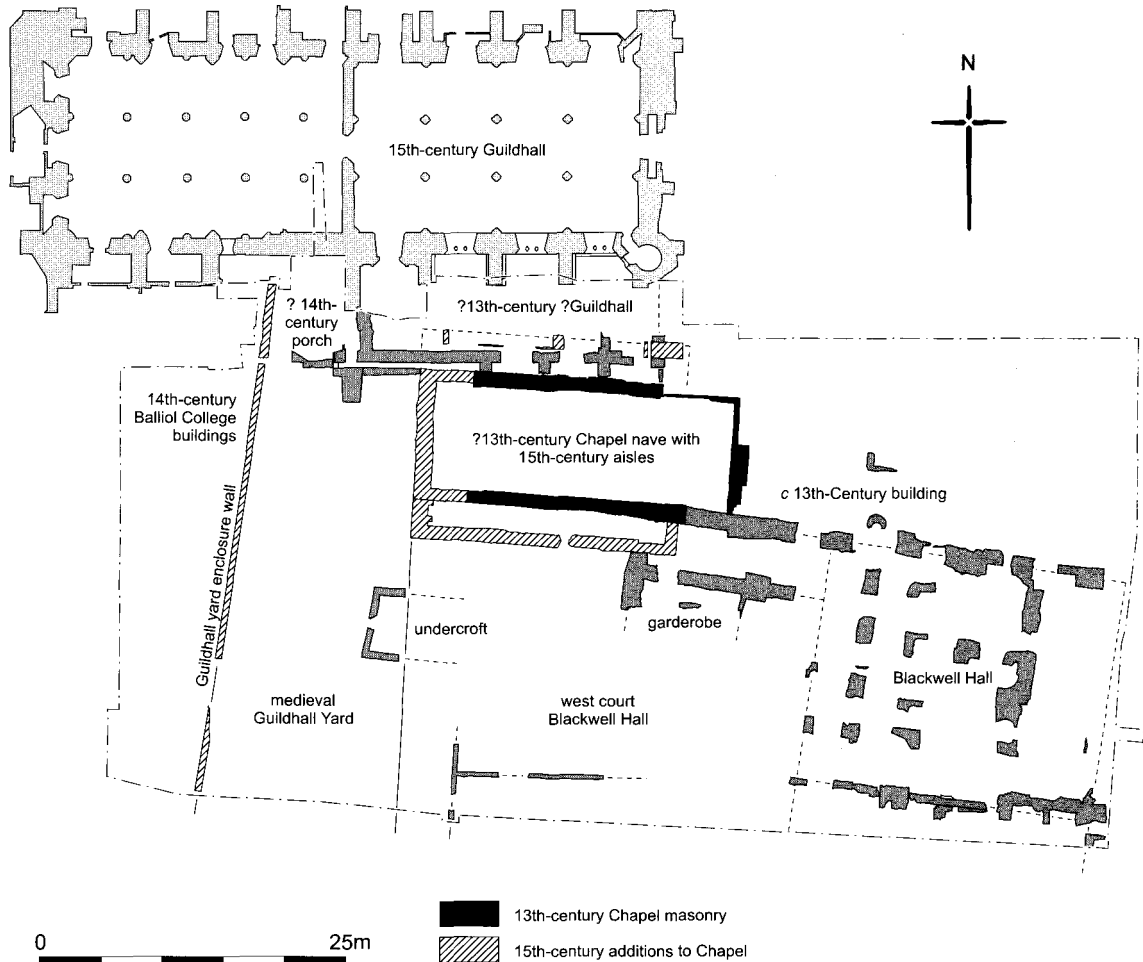 N
15th-century Guildhall
? 14th-
century
porch
?13th-century ?Guildhall
14th-century
Balliol College
buildings
?13th-century Chapel nave with
15th-century aisles
c 13th-Century building
Guildhall yard enclosure wall
undercroft
garderobe
Blackwell Hall
medieval
Guildhall Yard
west court
Blackwell Hall
13th-century Chapel masonry
0 25m
15th-century additions to Chapel